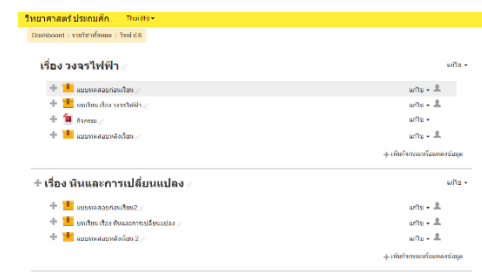 วิทยาศาสตร์ ประถมศึก... Thai (th)
Dashboard รายวิชาทั้งหมด วิทย์ ป.6
เรื่อง วงจรไฟฟ้า แก้ไข
แบบทดสอบก่อนเรียน แก้ไข
บทเรียน เรื่อง วงจรไฟฟ้า แก้ไข
กิจกรรม แก้ไข
แบบทดสอบหลังเรียน แก้ไข
เพิ่มกิจกรรมหรือแหล่งข้อมูล
เรื่อง หินและการเปลี่ยนแปลง แก้ไข
แบบทดสอบก่อนเรียน2 แก้ไข
บทเรียน เรื่อง หินและการเปลี่ยนแปลง แก้ไข
แบบทดสอบหลังเรียน 2 แก้ไข
เพิ่มกิจกรรมหรือแหล่งข้อมูล